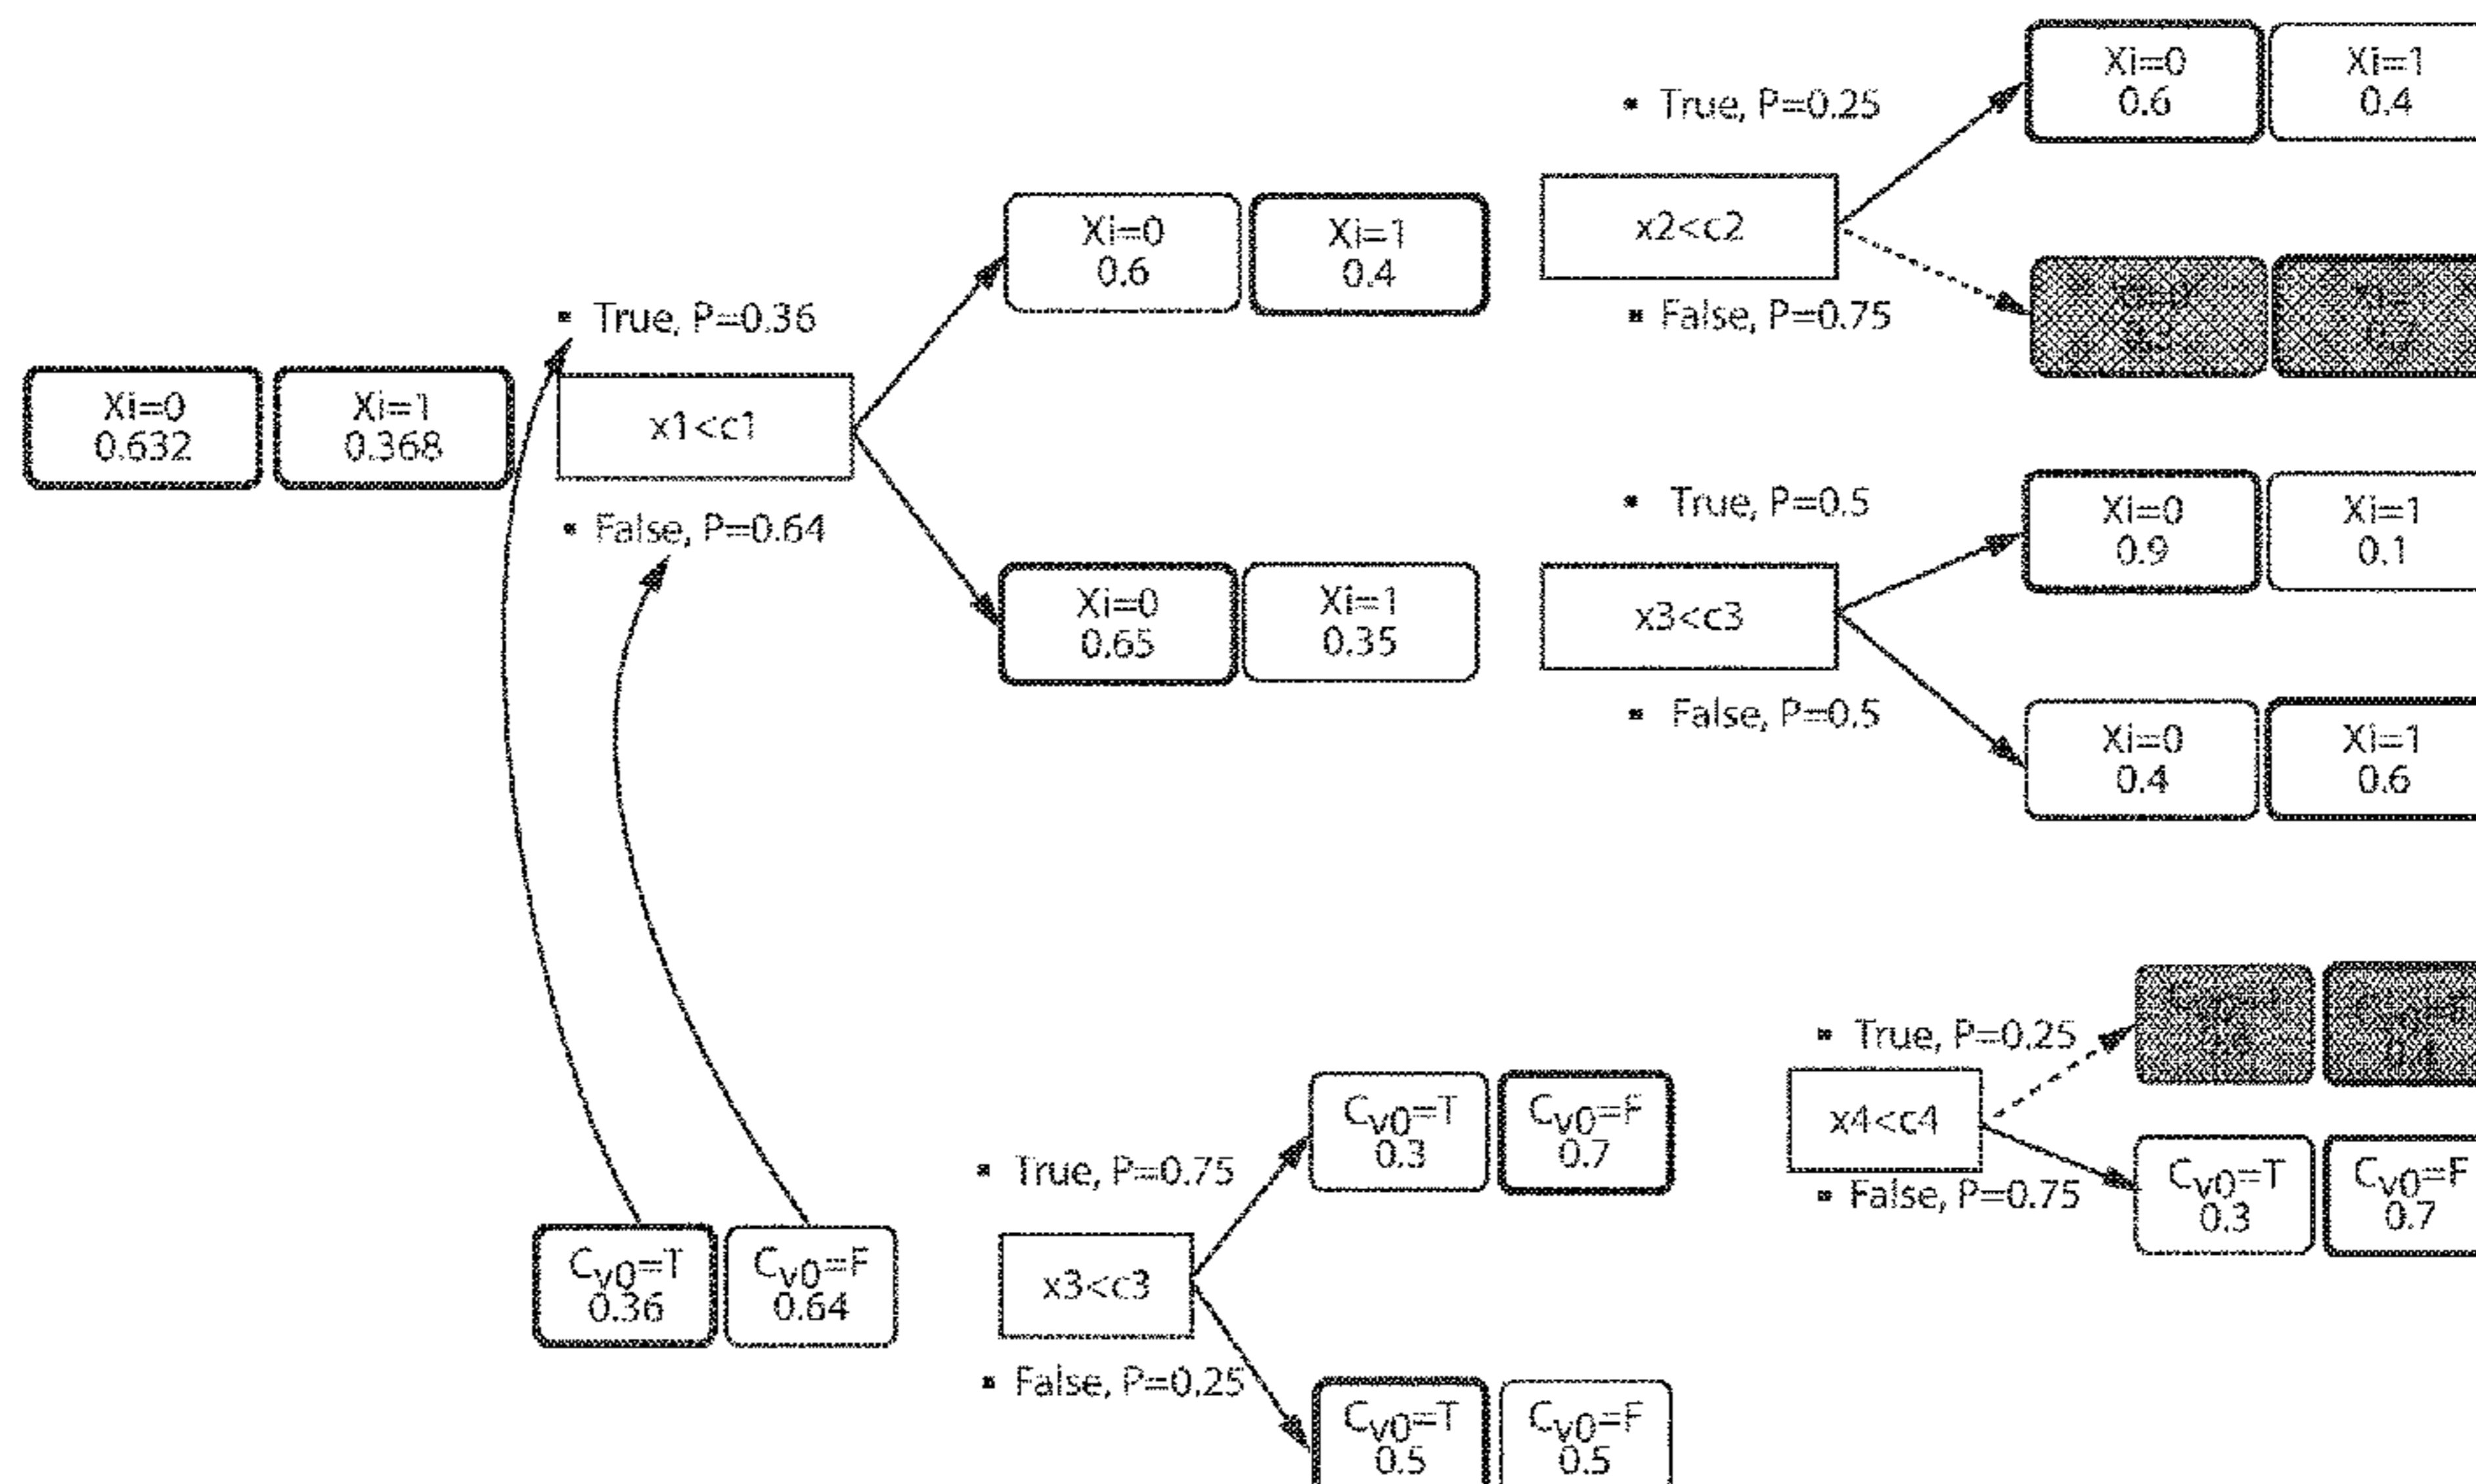 Xi=0
0.632
Xi=1
0.368
▪ True, P=0.36
x1<c1
▪ False, P=0.64
Xi=0
0.6
Xi=1
0.4
Xi=0
0.65
Xi=1
0.35
▪ True, P=0.25
x2<c2
▪ False, P=0.75
Xi=0
0.6
Xi=1
0.4
▪ True, P=0.5
x3<c3
▪ False, P=0.5
Xi=0
0.9
Xi=1
0.1
Xi=0
0.4
Xi=1
0.6
Cv0=T
0.36
Cv0=F
0.64
▪ True, P=0.75
x3<c3
▪ False, P=0.25
Cv0=T
0.3
Cv0=F
0.7
Cv0=T
0.5
Cv0=F
0.5
▪ True, P=0.25
x4<c4
▪ False, P=0.75
Cv0=T
0.3
Cv0=F
0.7